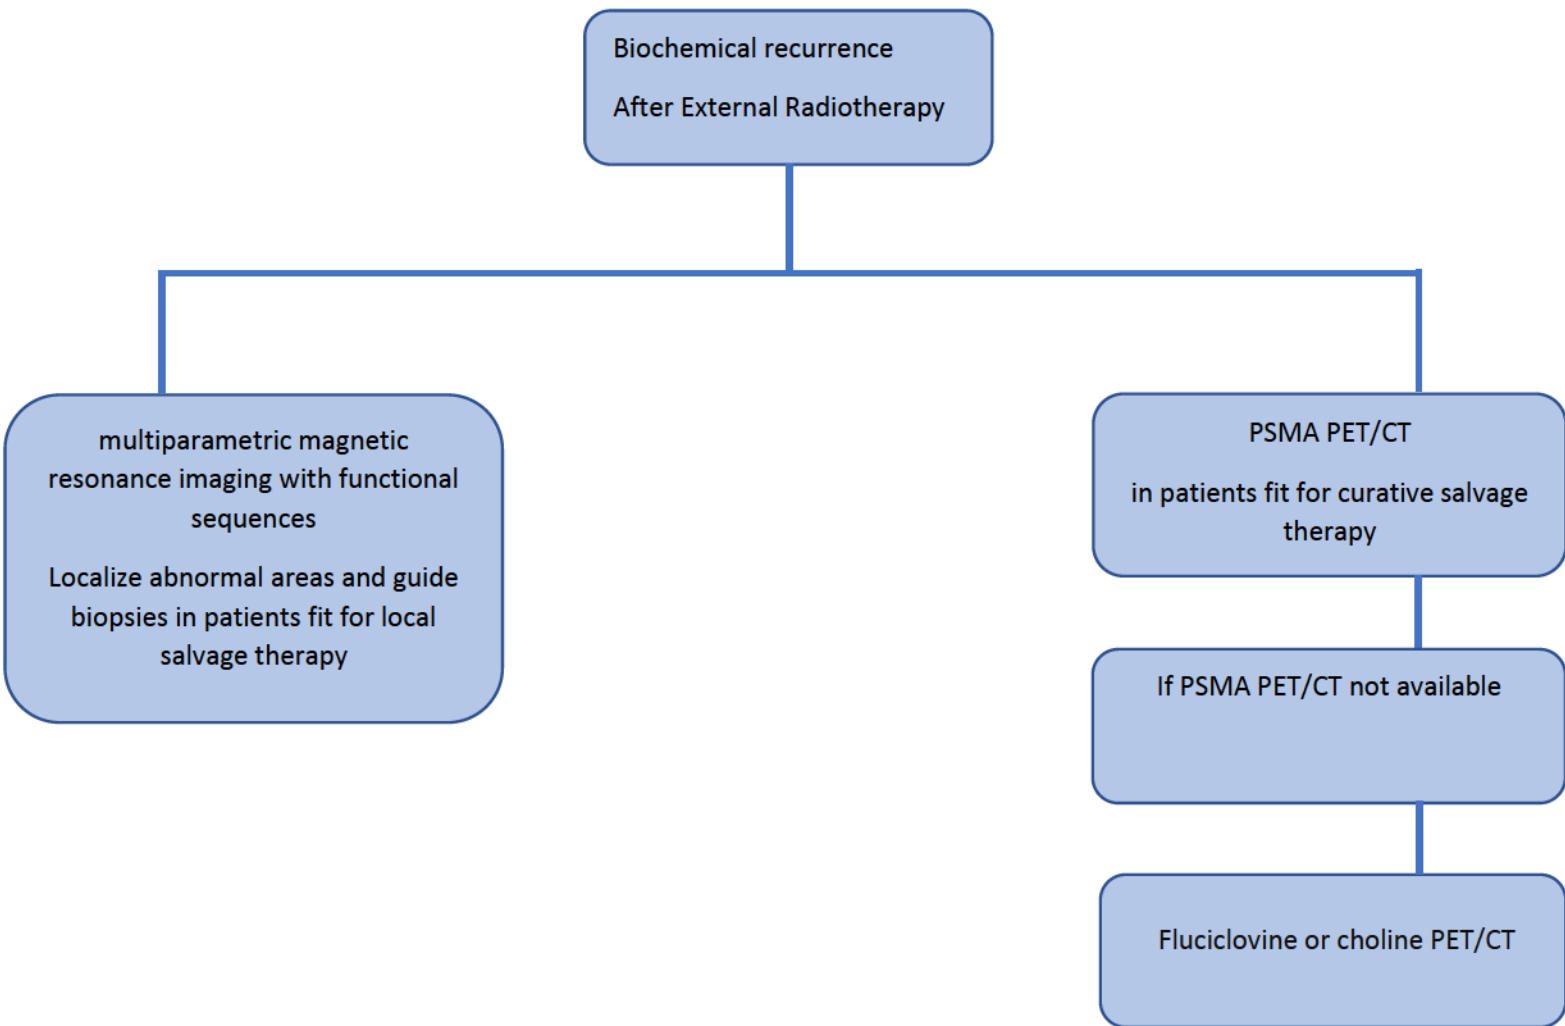 Biochemical recurrence
After External Radiotherapy
multiparametric magnetic
resonance imaging with functional
sequences
Localize abnormal areas and guide
biopsies in patients fit for local
salvage therapy
PSMA PET/CT
in patients fit for curative salvage
therapy
If PSMA PET/CT not available
Fluciclovine or choline PET/CT